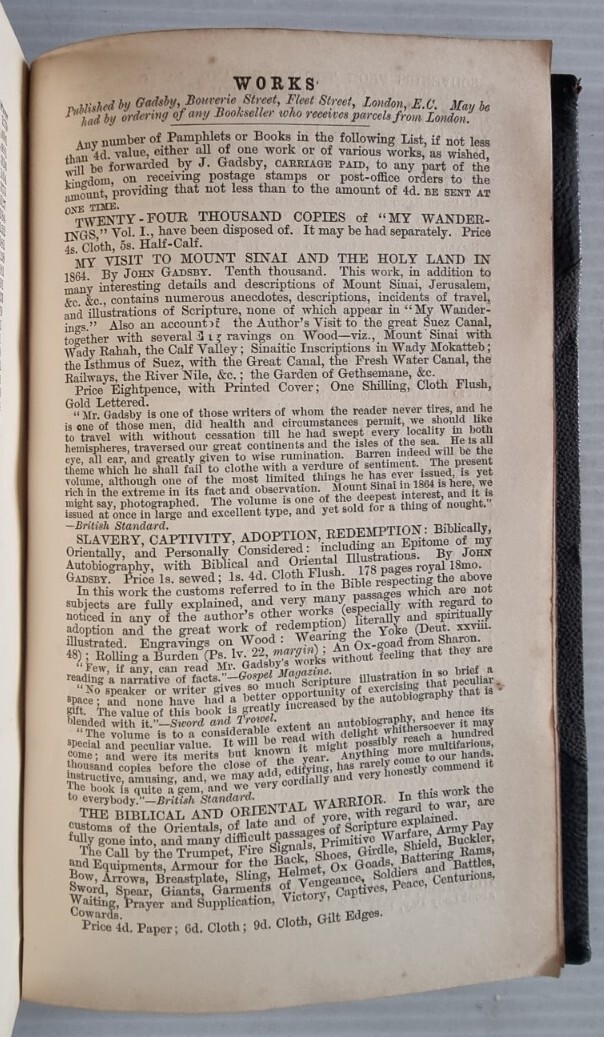 WORKS
Published by Gadsby, Bouverie Street, Fleet Street, London, E.C. May be
had by ordering of any Bookseller who receives parcels from London.
Any number of Pamphlets or Books in the following List, if not less
than 4d. value, either all of one work or of various works, as wished,
will be forwarded by J. Gadsby, CARRIAGE PAID, to any part of the
kingdom, on receiving postage stamps or post-office orders to the
amount, providing that not less than to the amount of 4d. BE SENT AT
ONE TIME.
TWENTY-FOUR THOUSAND COPIES of "MY WANDER-
INGS," Vol. I., have been disposed of. It may be had separately. Price
4s. Cloth, 5s. Half-Calf.
MY VISIT TO MOUNT SINAI AND THE HOLY LAND IN
1864. By JOHN GADSBY. Tenth thousand. This work, in addition to
many interesting details and descriptions of Mount Sinai, Jerusalem,
&c. &c., contains numerous anecdotes, descriptions, incidents of travel,
and illustrations of Scripture, none of which appear in "My Wander-
ings." Also an account of the Author's Visit to the great Suez Canal,
together with several ravings on Wood—viz., Mount Sinai with
Wady Rahah, the Calf Valley; Sinaitic Inscriptions in Wady Mokatteb;
the Isthmus of Suez, with the Great Canal, the Fresh Water Canal, the
Railways, the River Nile, &c.; the Garden of Gethsemane, &c.
Price Eightpence, with Printed Cover; One Shilling, Cloth Flush,
Gold Lettered.
"Mr. Gadsby is one of those writers of whom the reader never tires, and he
is one of those men, did health and circumstances permit, we should like
to travel with without cessation till he had swept every locality in both
hemispheres, traversed our great continents and the isles of the sea. He is all
eye, all ear, and greatly given to wise rumination. Barren indeed will be the
theme which he shall fail to clothe with a verdure of sentiment. The present
volume, although one of the most limited things he has ever issued, is yet
rich in the extreme in its fact and observation. Mount Sinai in 1864 is here, we
might say, photographed. The volume is one of the deepest interest, and it is
issued at once in large and excellent type, and yet sold for a thing of nought."
—British Standard.
SLAVERY, CAPTIVITY, ADOPTION, REDEMPTION: Biblically,
Orientally, and Personally Considered: including an Epitome of my
Autobiography, with Biblical and Oriental Illustrations. By JOHN
GADSBY. Price 1s. sewed; 1s. 4d. Cloth Flush. 178 pages royal 18mo.
In this work the customs referred to in the Bible respecting the above
subjects are fully explained, and very many passages which are not
noticed in any of the author's other works (especially with regard to
adoption and the great work of redemption) literally and spiritually
illustrated. Engravings on Wood: Wearing the Yoke (Deut. xxviii.
48); Rolling a Burden (Ps. lv. 22, margin); An Ox-goad from Sharon.
"Few, if any, can read Mr. Gadsby's works without feeling that they are
reading a narrative of facts."—Gospel Magazine.
"No speaker or writer gives so much Scripture illustration in so brief a
space; and none have had a better opportunity of exercising that peculiar
gift. The value of this book is greatly increased by the autobiography that is
blended with it."—Sword and Trowel.
"The volume is to a considerable extent an autobiography, and hence its
special and peculiar value. It will be read with delight whithersoever it may
come; and were its merits but known it might possibly reach a hundred
thousand copies before the close of the year. Anything more multifarious,
instructive, amusing, and, we may add, edifying, has rarely come to our hands.
The book is quite a gem, and we very cordially and very honestly commend it
to everybody."—British Standard.
THE BIBLICAL AND ORIENTAL WARRIOR. In this work the
customs of the Orientals, of late and of yore, with regard to war, are
fully gone into, and many difficult passages of Scripture explained.
The Call by the Trumpet, Fire Signals, Primitive Warfare, Army Pay
and Equipments, Armour for the Back, Shoes, Girdle, Shield, Buckler,
Bow, Arrows, Breastplate, Sling, Helmet, Ox Goads, Battering Rams,
Sword, Spear, Giants, Garments of Vengeance, Soldiers and Battles,
Waiting, Prayer and Supplication, Victory, Captives, Peace, Centurions,
Cowards.
Price 4d. Paper; 6d. Cloth; 9d. Cloth, Gilt Edges.